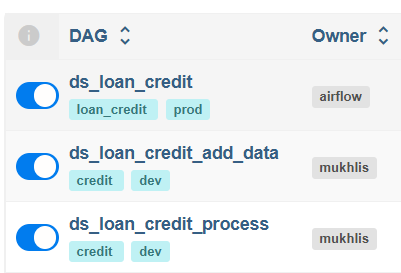 DAG Owner
ds_loan_credit
airflow
loan_credit prod
ds_loan_credit_add_data
mukhlis
credit dev
ds_loan_credit_process
mukhlis
credit dev